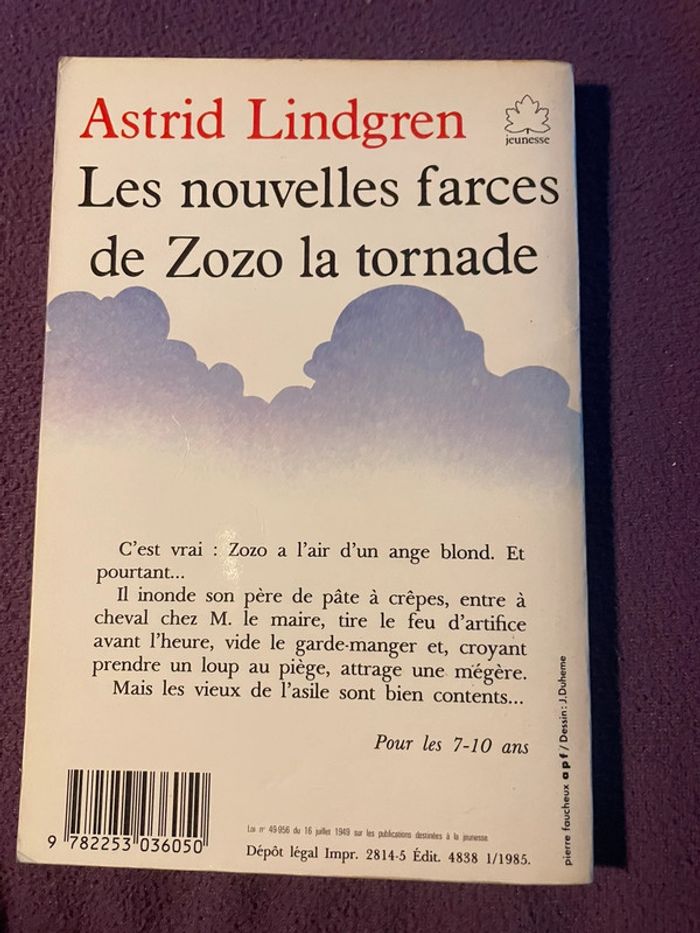 Astrid Lindgren
jeunesse
Les nouvelles farces
de Zozo la tornade
C'est vrai : Zozo a l'air d'un ange blond. Et
pourtant...
Il inonde son père de pâte à crêpes, entre à
cheval chez M. le maire, tire le feu d'artifice
avant l'heure, vide le garde-manger et, croyant
prendre un loup au piège, attrage une mégère.
Mais les vieux de l'asile sont bien contents...
Pour les 7-10 ans
pierre faucheux apf / Dessin : J.Duheme
Loi n° 49-956 du 16 juillet 1949 sur les publications destinées à la jeunesse
9 782253 036050
Dépôt légal Impr. 2814-5 Édit. 4838 1/1985.